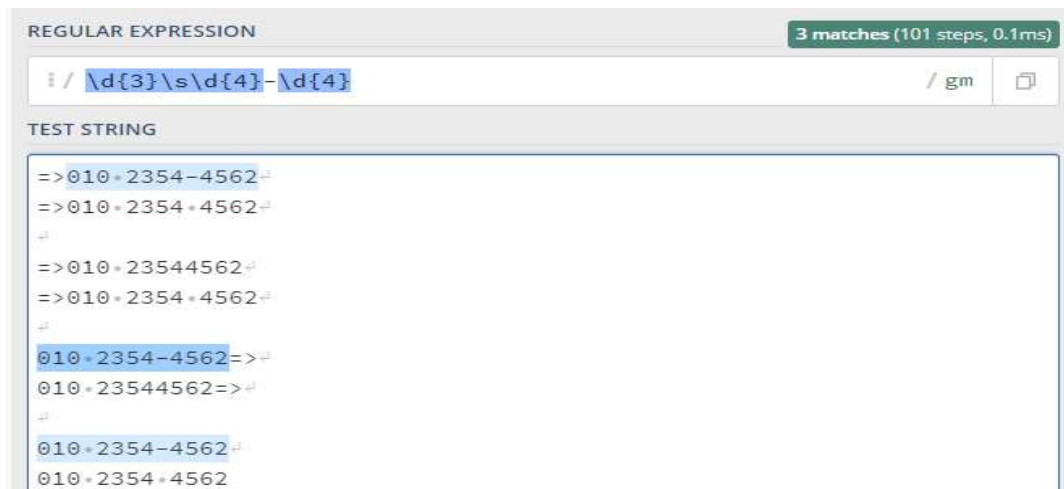 REGULAR EXPRESSION
3 matches (101 steps, 0.1ms)
/ \d{3}\s\d{4}-\d{4} / gm
TEST STRING
=>010 2354-4562
=>010 2354 4562
=>010 23544562
=>010 2354 4562
010 2354-4562=>
010 23544562=>
010 2354-4562
010 2354 4562